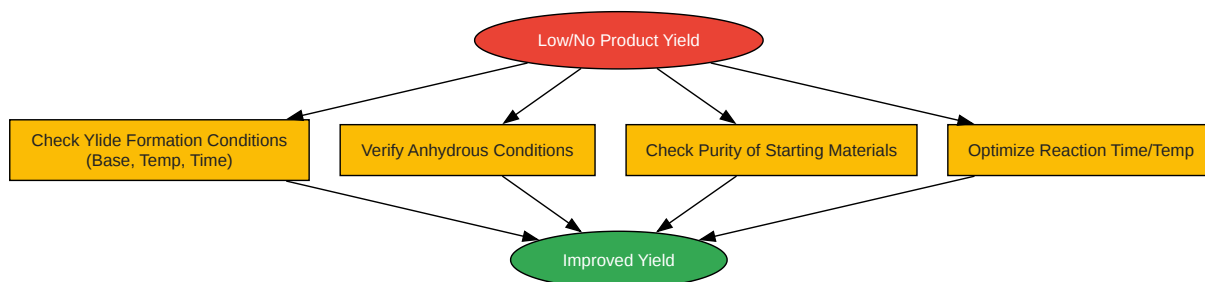 Low/No Product Yield
Check Ylide Formation Conditions
(Base, Temp, Time)
Verify Anhydrous Conditions
Check Purity of Starting Materials
Optimize Reaction Time/Temp
Improved Yield